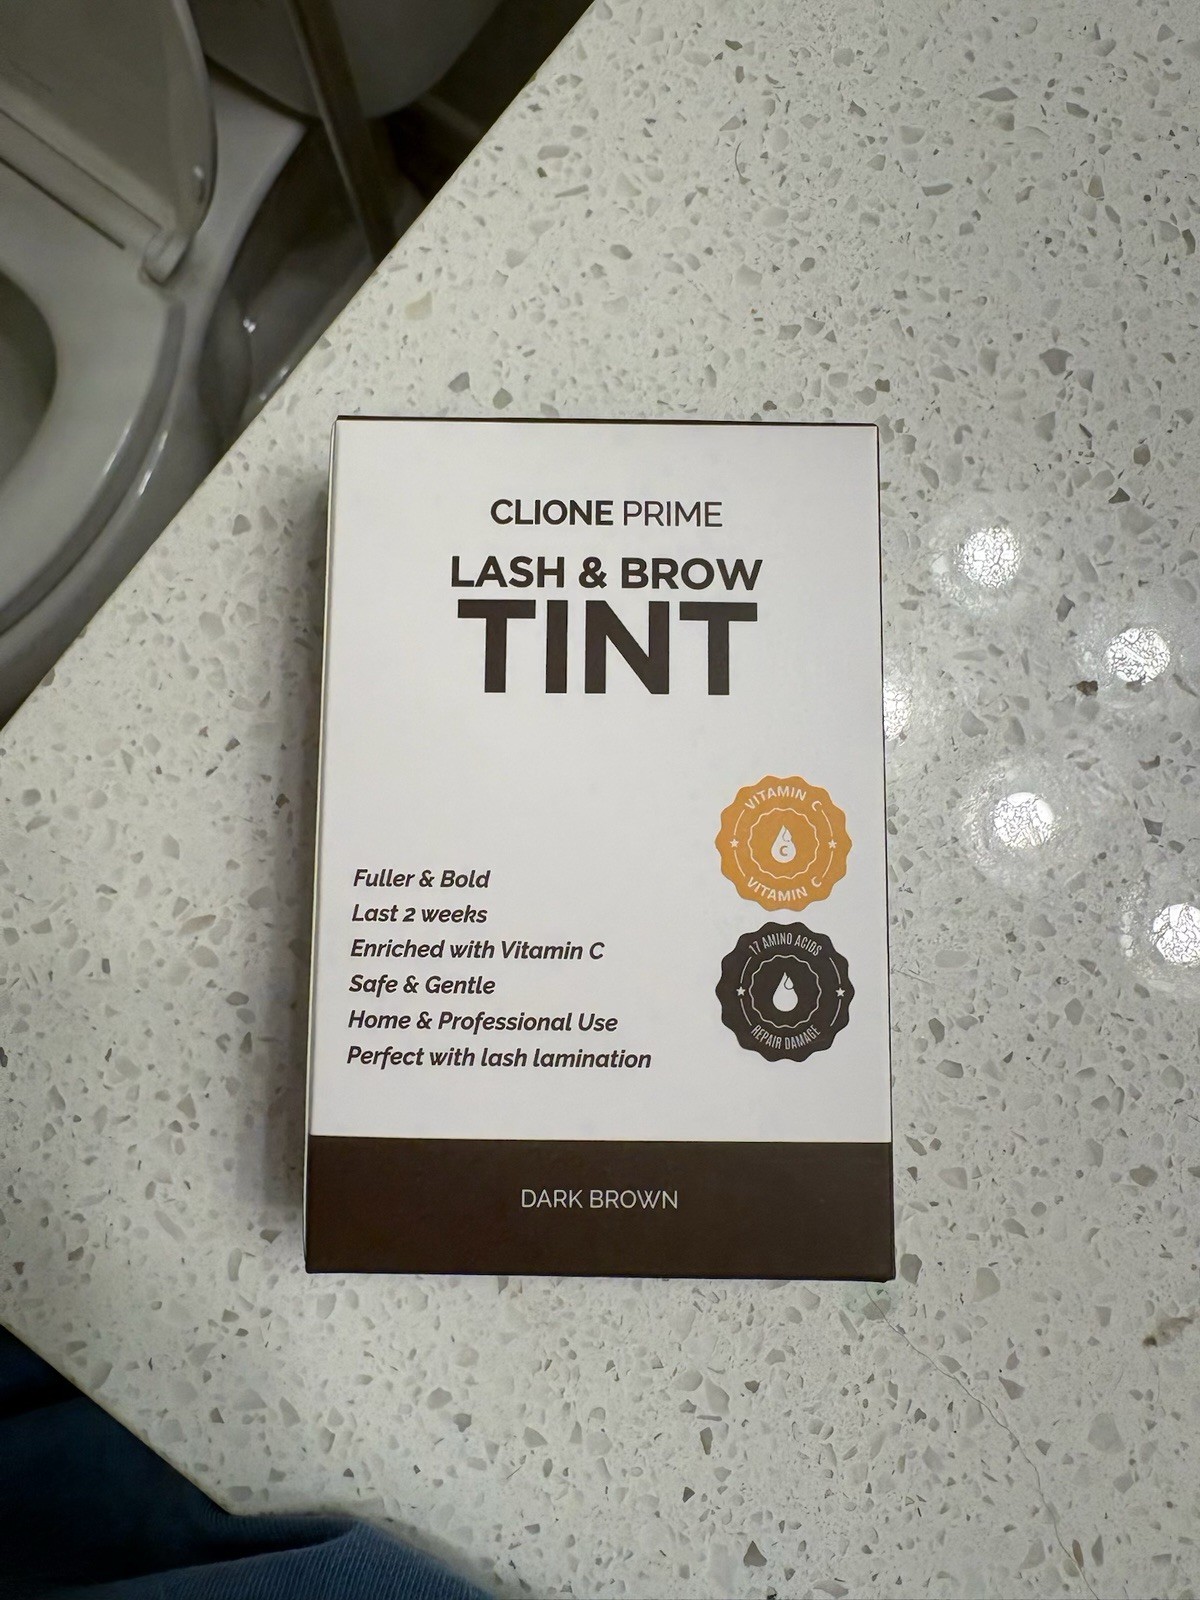 CLIONE PRIME
LASH & BROW
TINT
VITAMIN C
C
VITAMIN C
Fuller & Bold
Last 2 weeks
Enriched with Vitamin C
Safe & Gentle
Home & Professional Use
Perfect with lash lamination
17 AMINO ACIDS
REPAIR DAMAGE
DARK BROWN